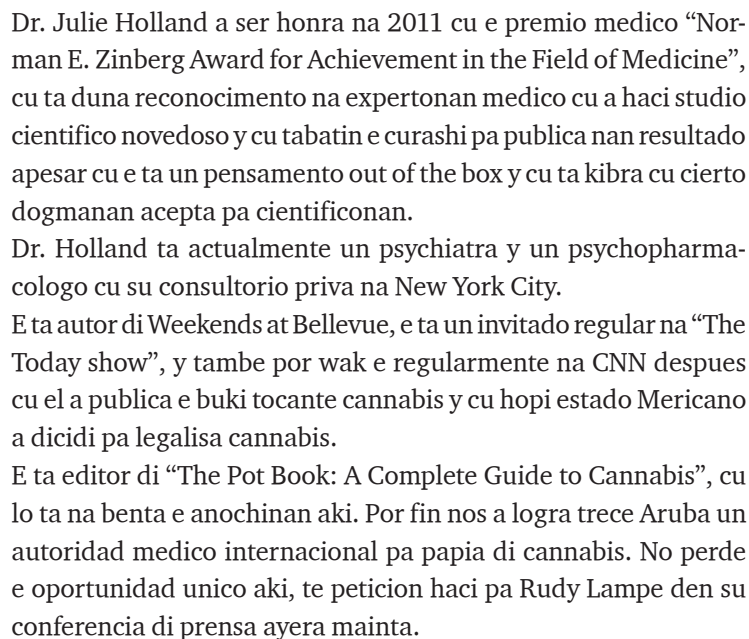 Dr. Julie Holland a ser honra na 2011 cu e premio medico “Nor-
man E. Zinberg Award for Achievement in the Field of Medicine”,
cu ta duna reconocimento na expertonan medico cu a haci studio
cientifico novedoso y cu tabatin e curashi pa publica nan resultado
apesar cu e ta un pensamento out of the box y cu ta kibra cu cierto
dogmanan acepta pa cientificonan.
Dr. Holland ta actualmente un psychiatra y un psychopharma-
cologo cu su consultorio priva na New York City.
E ta autor di Weekends at Bellevue, e ta un invitado regular na “The
Today show”, y tambe por wak e regularmente na CNN despues
cu el a publica e buki tocante cannabis y cu hopi estado Mericano
a dicidi pa legalisa cannabis.
E ta editor di “The Pot Book: A Complete Guide to Cannabis”, cu
lo ta na benta e anochinan aki. Por fin nos a logra trece Aruba un
autoridad medico internacional pa papia di cannabis. No perde
e oportunidad unico aki, te peticion haci pa Rudy Lampe den su
conferencia di prensa ayera mainta.